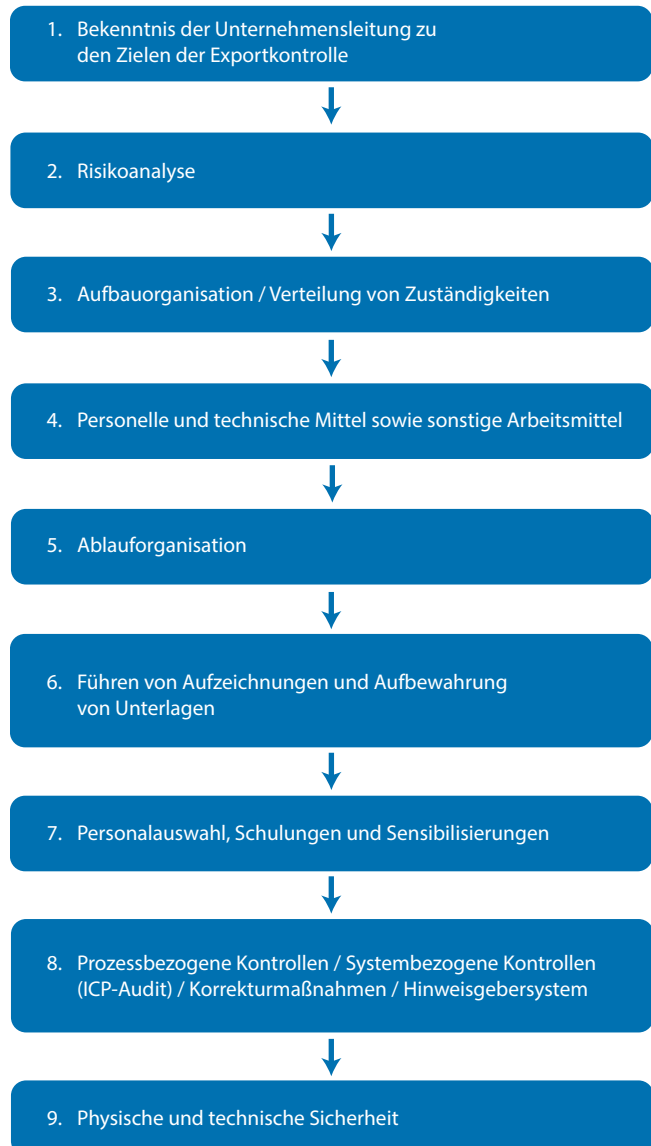 1. Bekenntnis der Unternehmensleitung zu
den Zielen der Exportkontrolle
2. Risikoanalyse
3. Aufbauorganisation / Verteilung von Zuständigkeiten
4. Personelle und technische Mittel sowie sonstige Arbeitsmittel
5. Ablauforganisation
6. Führen von Aufzeichnungen und Aufbewahrung
von Unterlagen
7. Personalauswahl, Schulungen und Sensibilisierungen
8. Prozessbezogene Kontrollen / Systembezogene Kontrollen
(ICP-Audit) / Korrekturmaßnahmen / Hinweisgebersystem
9. Physische und technische Sicherheit